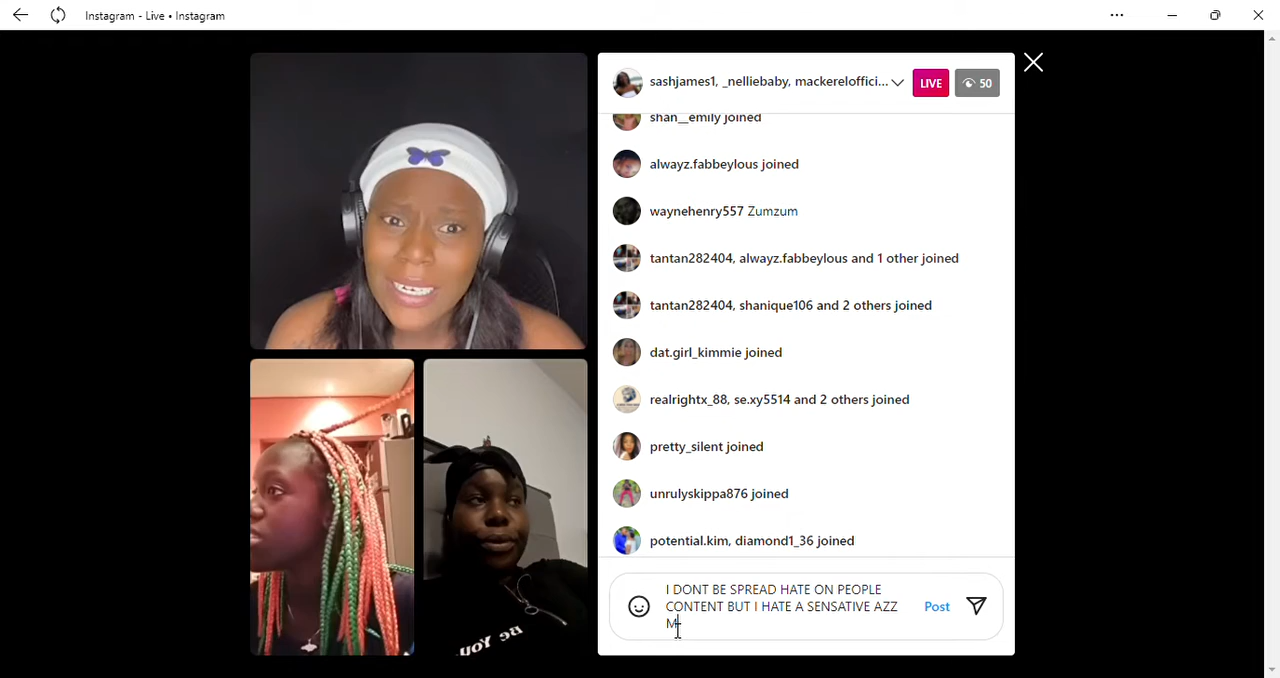 Instagram - Live • Instagram
sashjames1, _nelliebaby, mackereloffici...
LIVE
50
shan__emily joined
alwayz.fabbeylous joined
waynehenry557 Zumzum
tantan282404, alwayz.fabbeylous and 1 other joined
tantan282404, shanique106 and 2 others joined
dat.girl_kimmie joined
realrightx_88, se.xy5514 and 2 others joined
pretty_silent joined
unrulyskippa876 joined
potential.kim, diamond1_36 joined
I DONT BE SPREAD HATE ON PEOPLE
CONTENT BUT I HATE A SENSATIVE AZZ
M
Post
Be You.